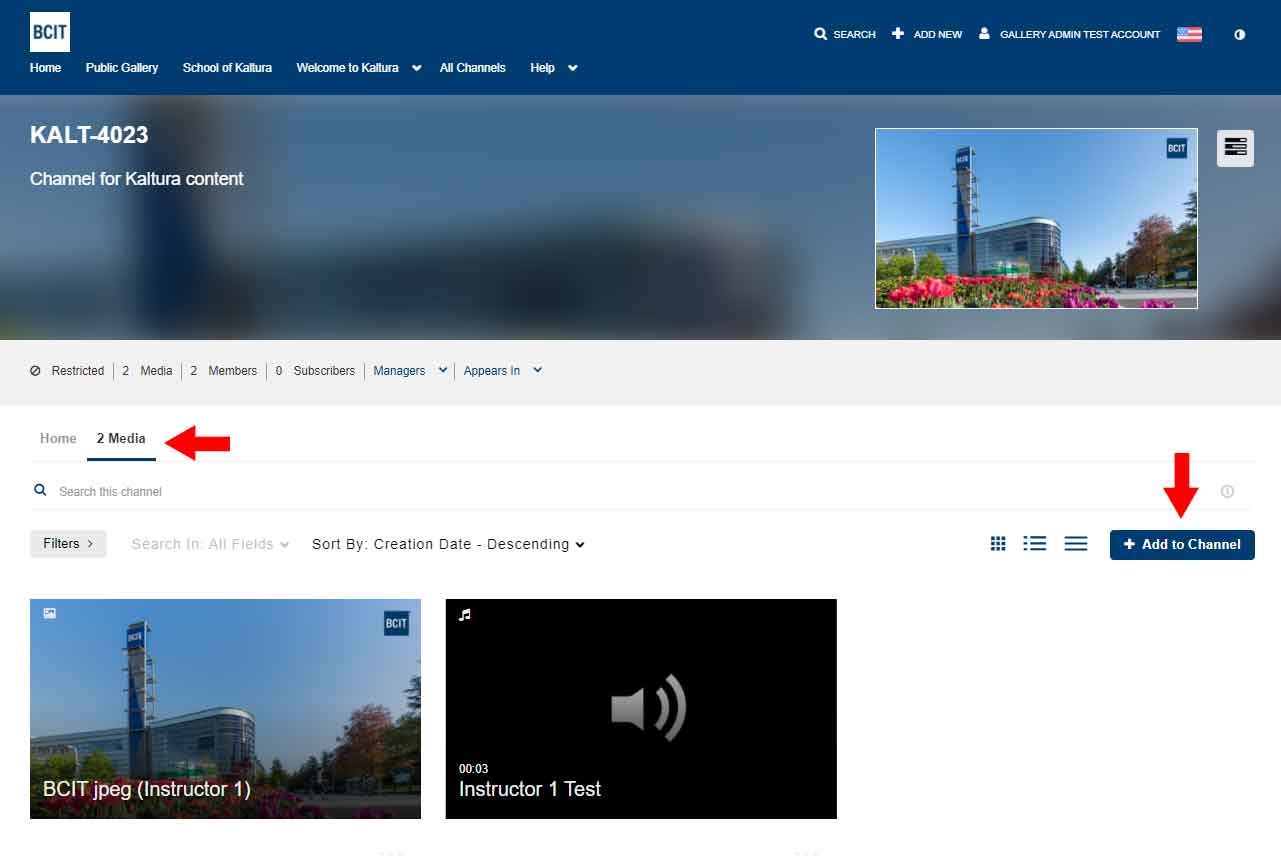 BCIT
SEARCH ADD NEW GALLERY ADMIN TEST ACCOUNT
Home Public Gallery School of Kaltura Welcome to Kaltura All Channels Help
KALT-4023
Channel for Kaltura content
BCIT
BCIT
Restricted 2 Media 2 Members 0 Subscribers Managers Appears In
Home 2 Media
Search this channel
Filters > Search In: All Fields Sort By: Creation Date - Descending + Add to Channel
BCIT
BCIT
BCIT jpeg (Instructor 1)
00:03
Instructor 1 Test